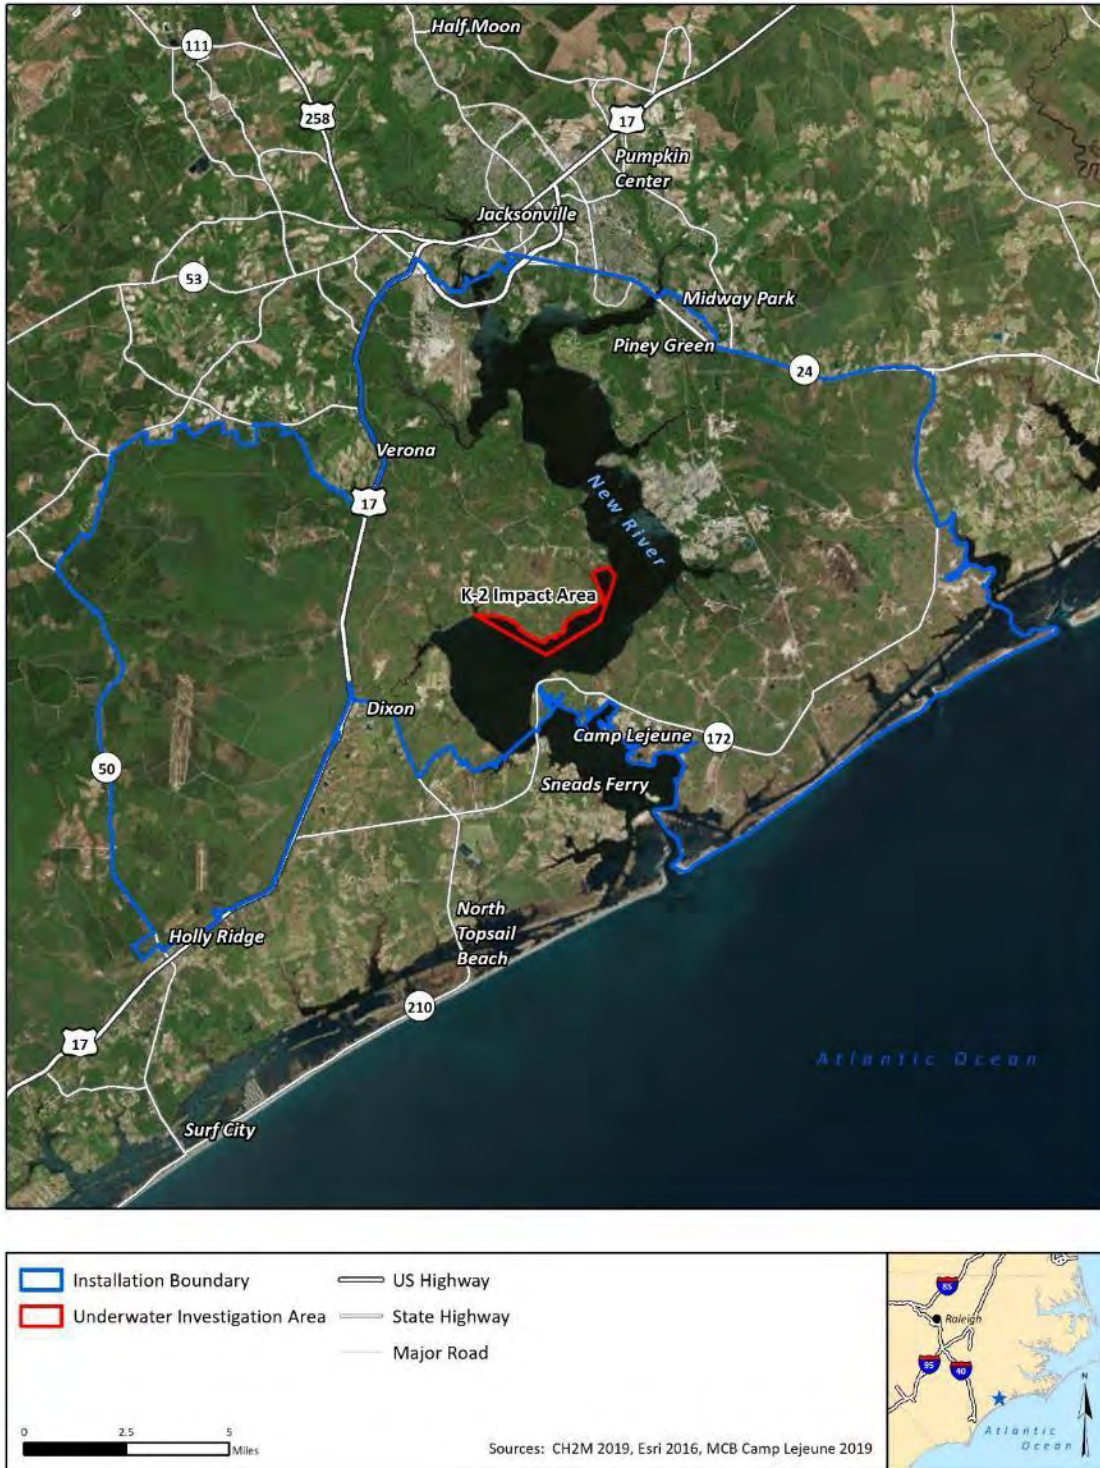 Half Moon
111
258
17
Pumpkin
Center
Jacksonville
53
Midway Park
Piney Green
24
Verona
17
New River
K-2 Impact Area
Dixon
Camp Lejeune
172
50
Sneads Ferry
North
Topsail
Beach
Holly Ridge
210
17
Atlantic Ocean
Surf City
Installation Boundary
US Highway
Underwater Investigation Area
State Highway
Major Road
0
2.5
5
Miles
Sources: CH2M 2019, Esri 2016, MCB Camp Lejeune 2019
85
Raleigh
95
40
N
Atlantic
Ocean